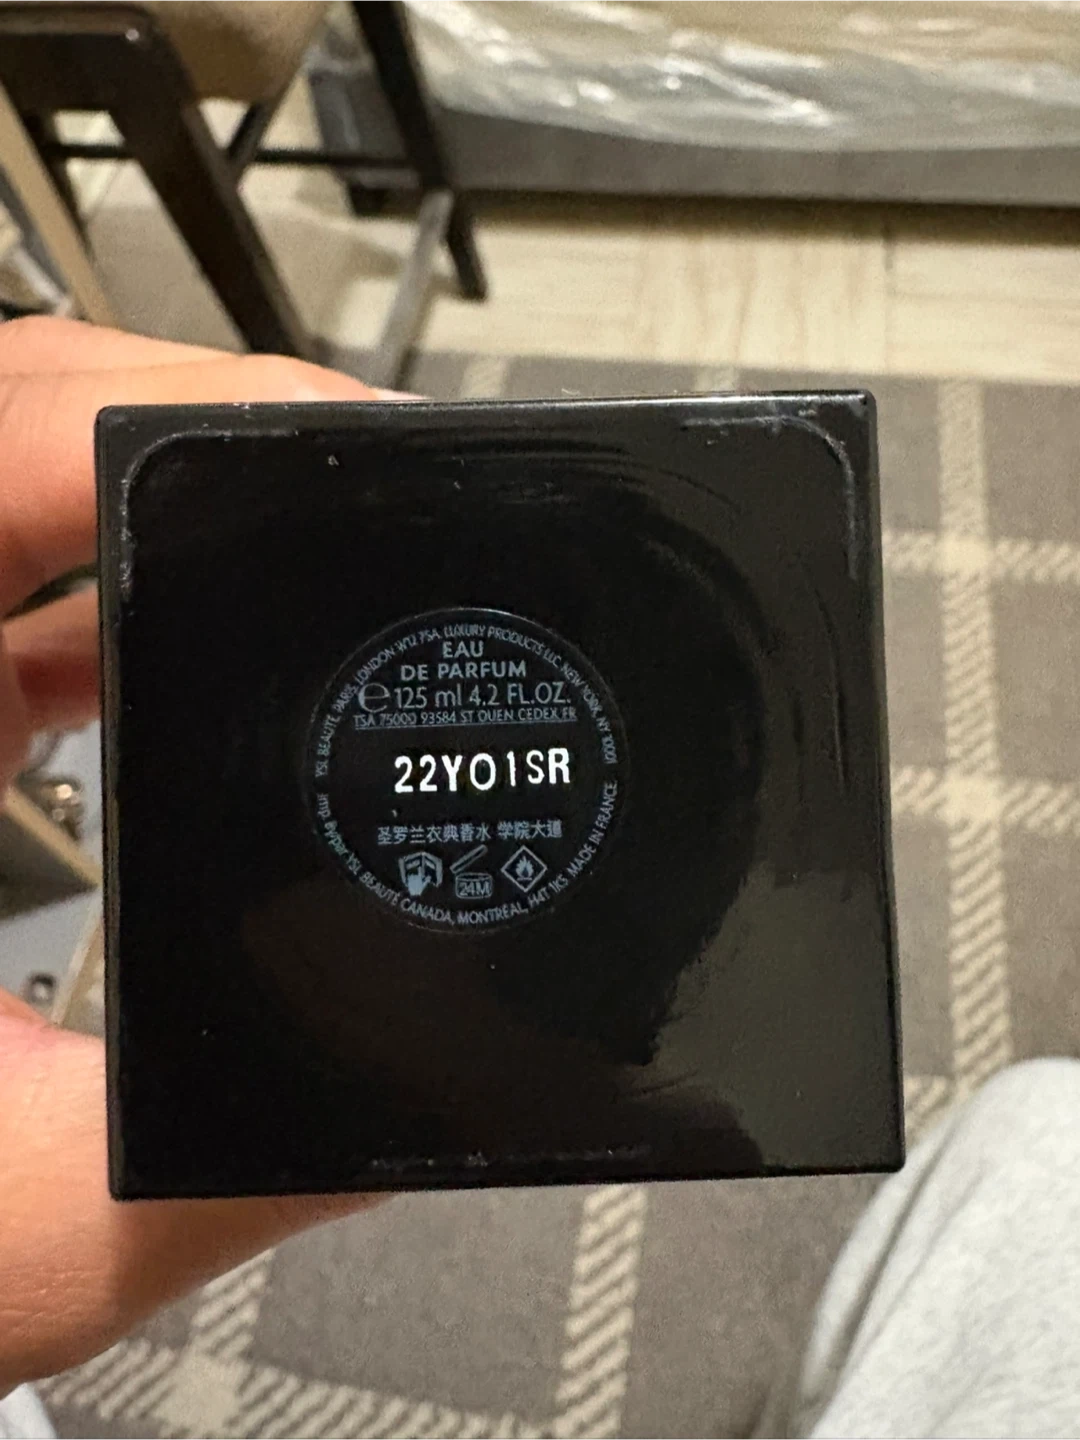 YSL BEAUTÉ PARIS, LONDON W12 7SA, LUXURY PRODUCTS LLC, NEW YORK, NY 10001
EAU
DE PARFUM
℮ 125 ml 4.2 FL.OZ.
TSA 75000 93584 ST OUEN CEDEX, FR
22Y01SR
圣罗兰衣典香水 学院大道
24M
YSL BEAUTÉ CANADA, MONTRÉAL, H4T 1K5. MADE IN FRANCE